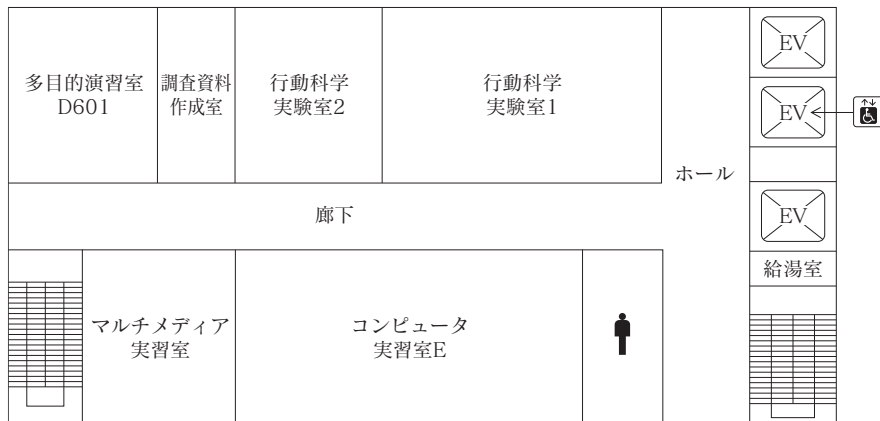 多目的演習室
D601
調査資料
作成室
行動科学
実験室2
行動科学
実験室1
EV
EV
ホール
廊下
EV
給湯室
マルチメディア
実習室
コンピュータ
実習室E